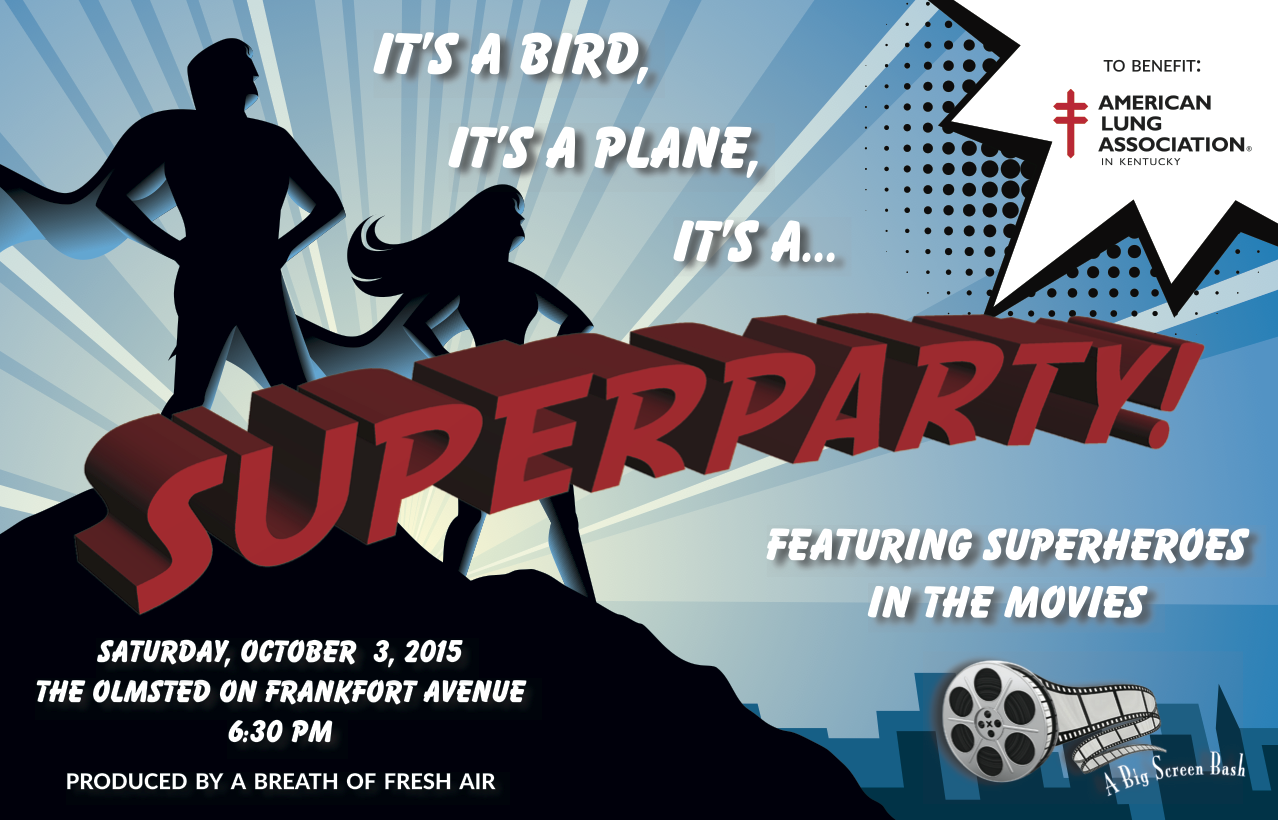 IT'S A BIRD,
IT'S A PLANE,
IT'S A...
TO BENEFIT:
AMERICAN
LUNG
ASSOCIATION®
IN KENTUCKY
SUPERPARTY!
FEATURING SUPERHEROES
IN THE MOVIES
SATURDAY, OCTOBER 3, 2015
THE OLMSTED ON FRANKFORT AVENUE
6:30 PM
PRODUCED BY A BREATH OF FRESH AIR
A Big Screen Bash